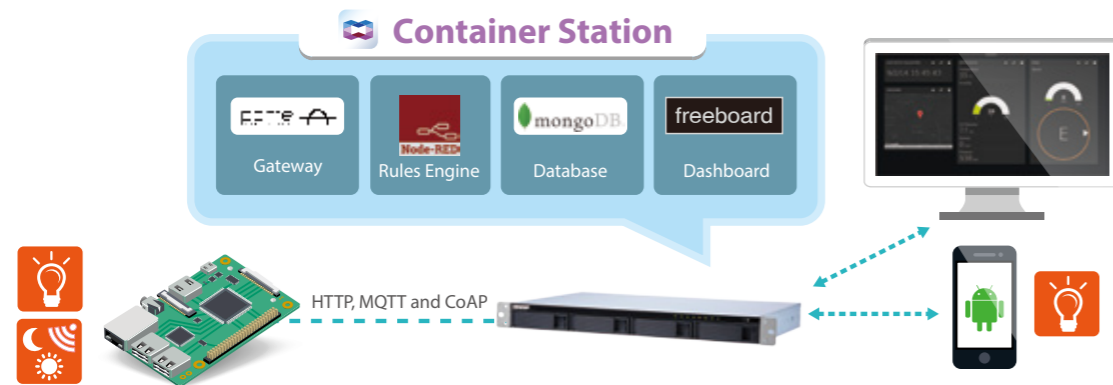 Container Station
mongoDB
freeboard
Node-RED
Gateway
Rules Engine
Database
Dashboard
HTTP, MQTT and CoAP
E